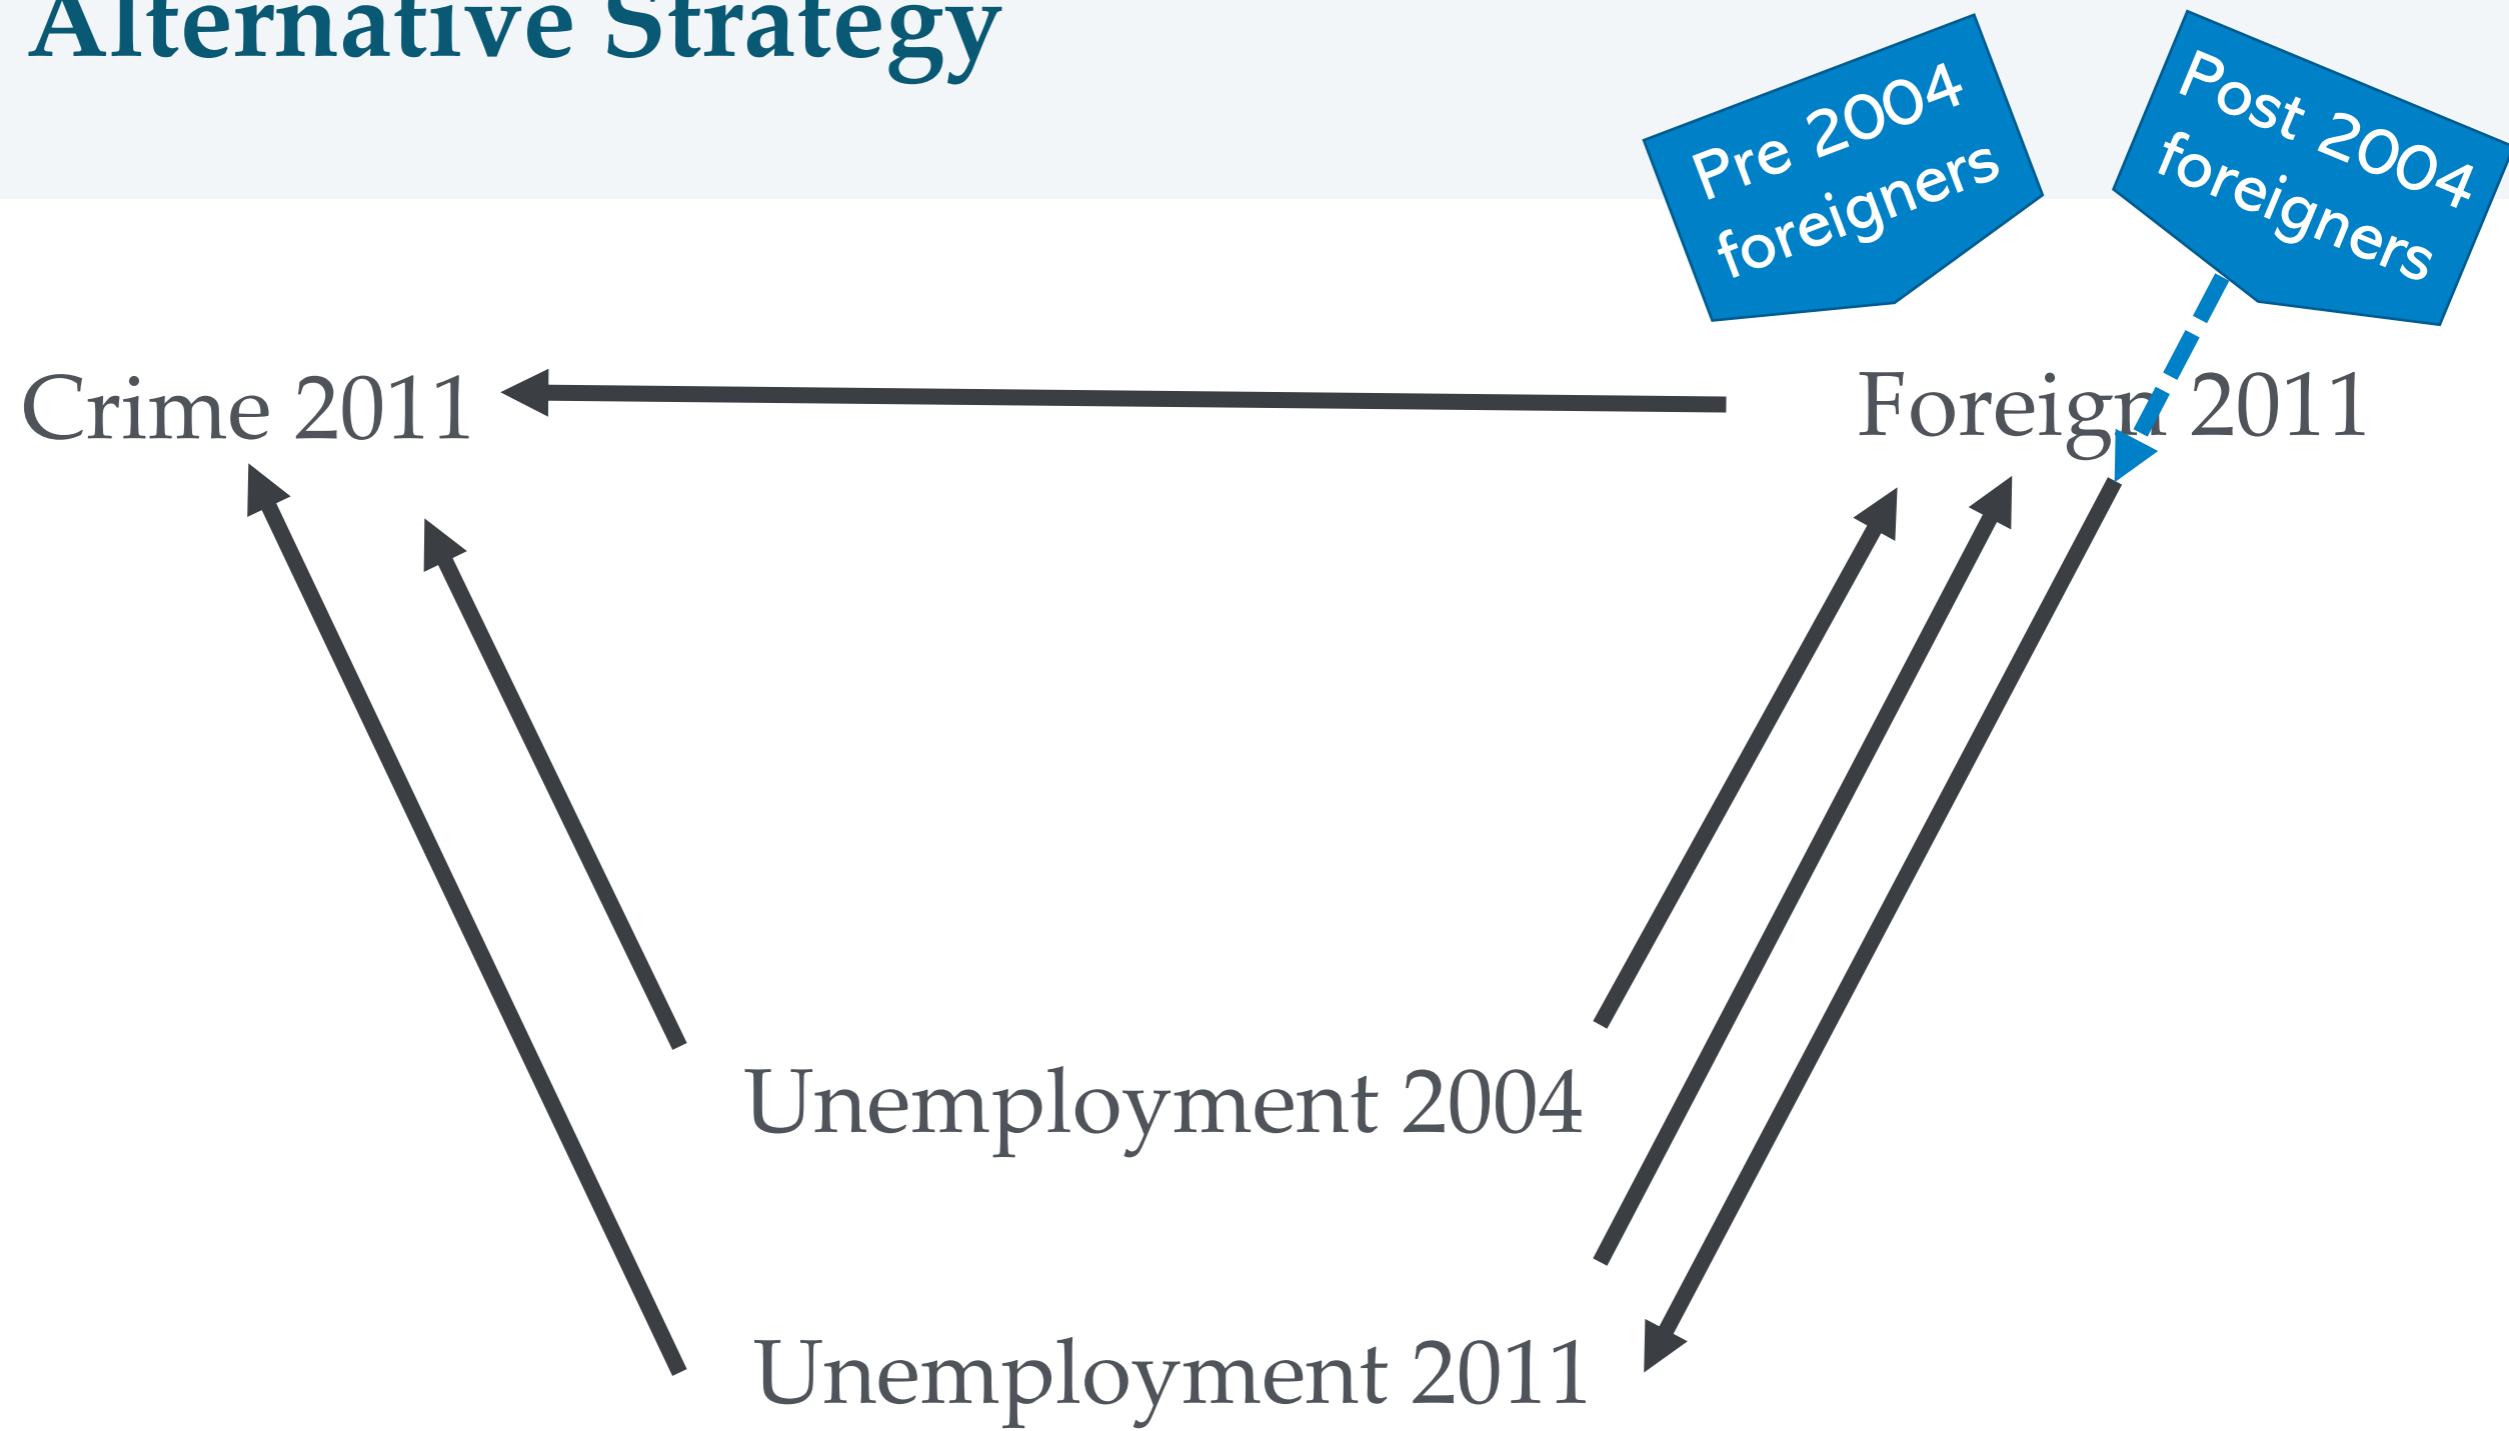 Alternative Strategy
Pre 2004
foreigners
Post 2004
foreigners
Crime 2011
Foreign 2011
Unemployment 2004
Unemployment 2011